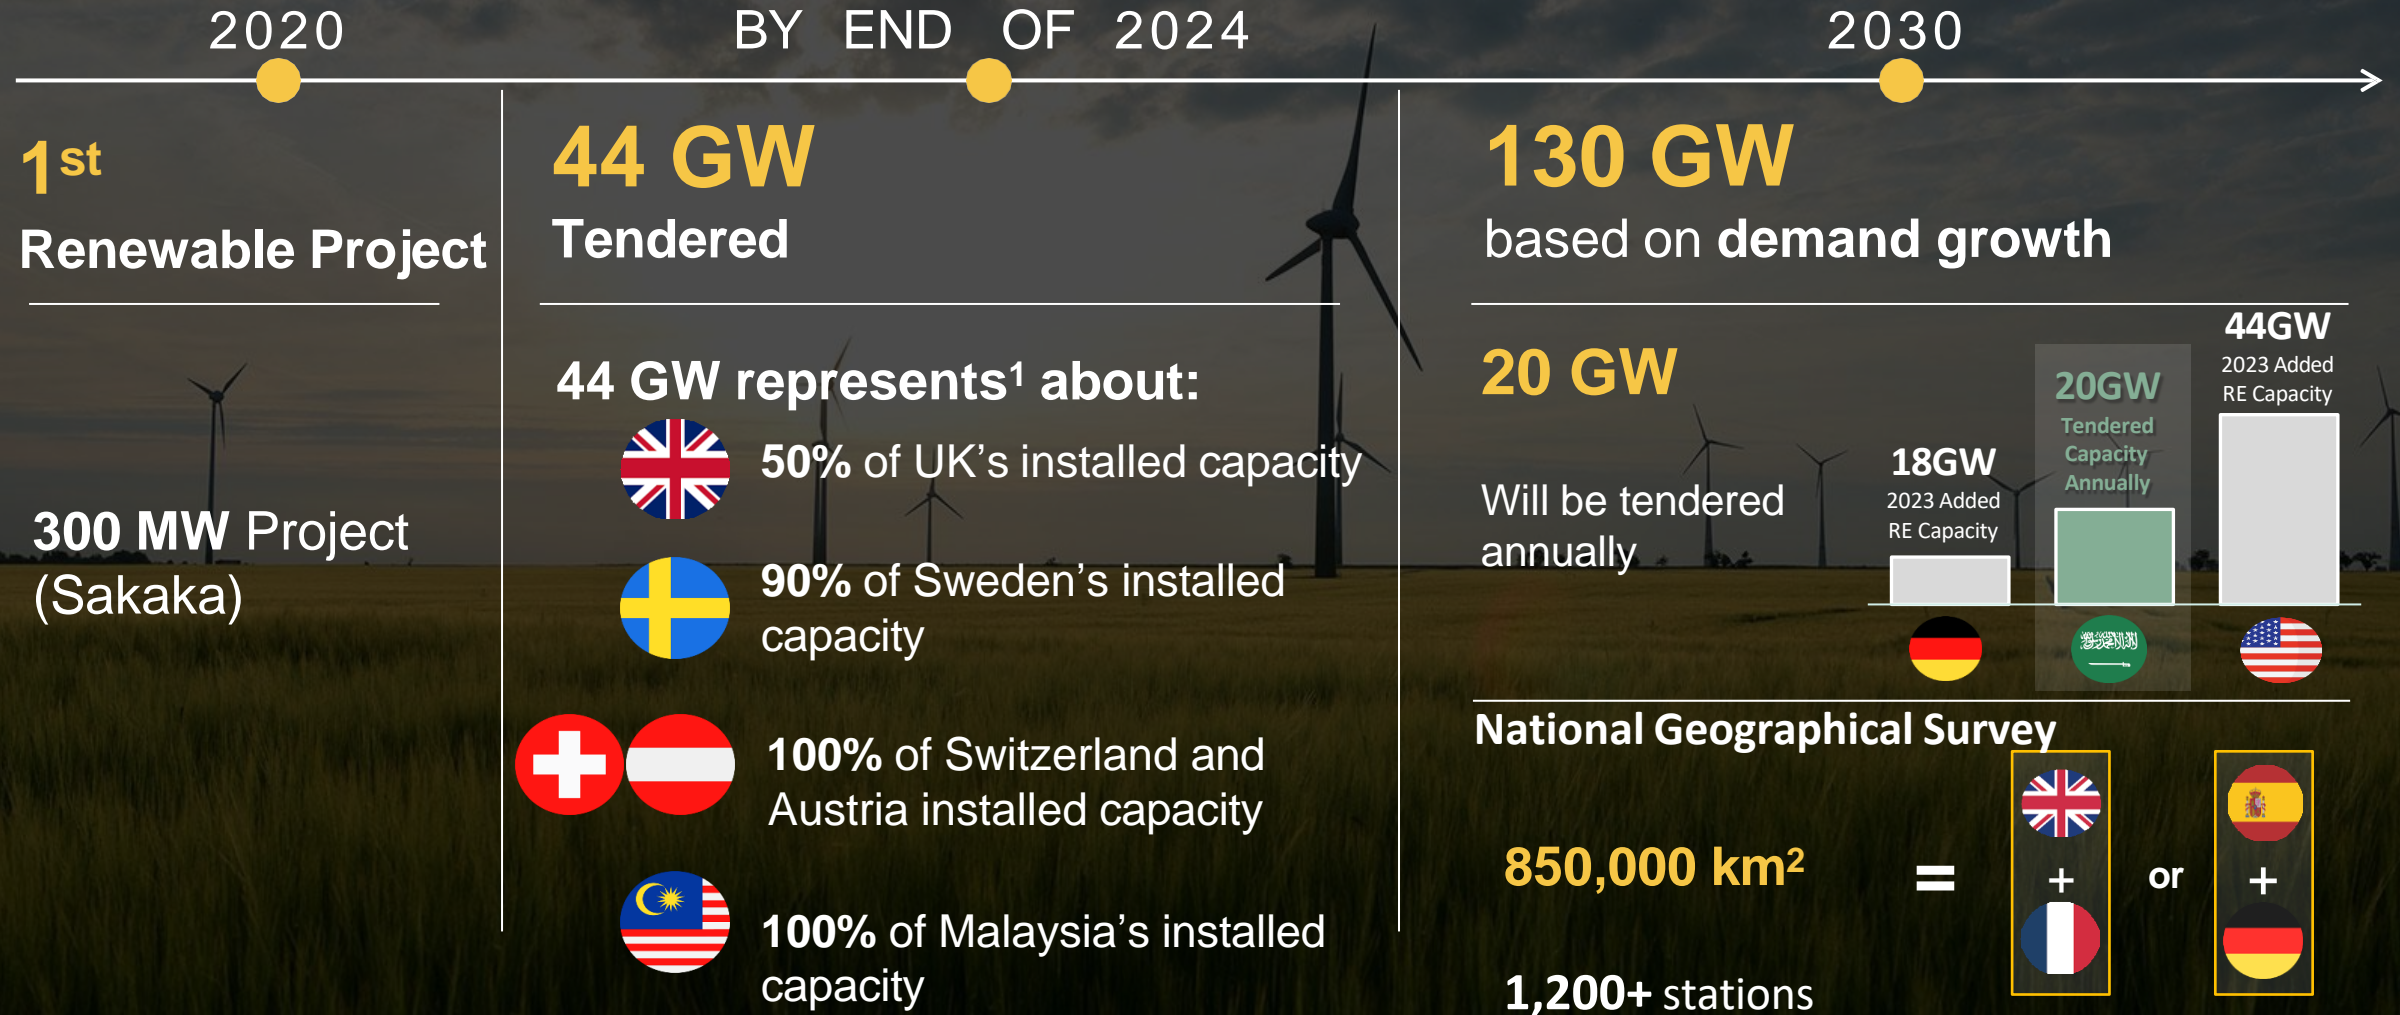 2020
BY END OF 2024
2030
1st
Renewable Project
300 MW Project
(Sakaka)
44 GW
Tendered
44 GW represents¹ about:
50% of UK’s installed capacity
90% of Sweden’s installed
capacity
100% of Switzerland and
Austria installed capacity
100% of Malaysia’s installed
capacity
130 GW
based on demand growth
20 GW
Will be tendered
annually
18GW
2023 Added
RE Capacity
20GW
Tendered
Capacity
Annually
44GW
2023 Added
RE Capacity
National Geographical Survey
850,000 km²
=
+
or
+
1,200+ stations